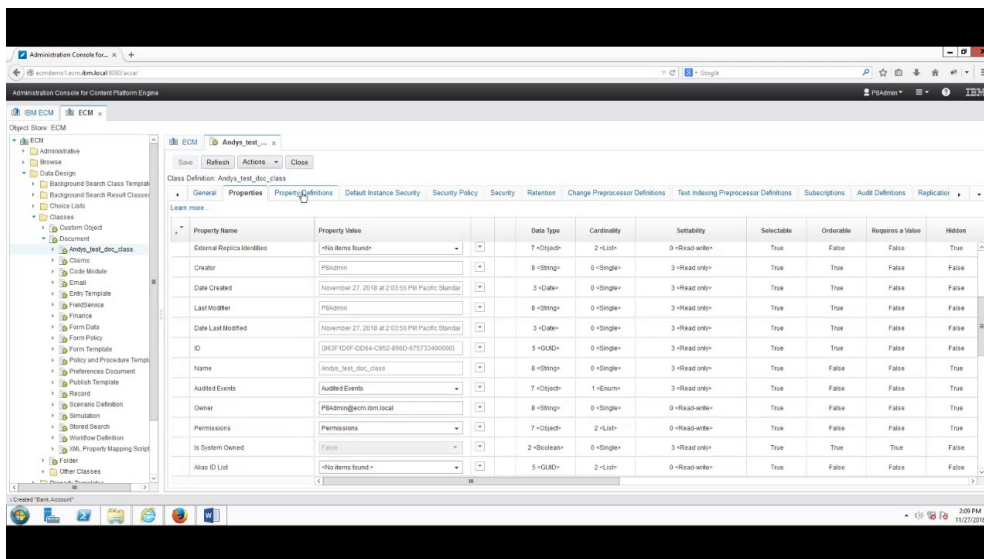 Administration Console for... × +
ecmdemo1.ecm.ibm.local:9080/acce/
Google
Administration Console for Content Platform Engine
P8Admin
IBM
IBM ECM ECM ×
Object Store: ECM
ECM
Administrative
Browse
Data Design
Background Search Class Templat
Background Search Result Classes
Choice Lists
Classes
Custom Object
Document
Andys_test_doc_class
Claims
Code Module
Email
Entry Template
FieldService
Finance
Form Data
Form Policy
Form Template
Policy and Procedure Templa
Preferences Document
Publish Template
Record
Scenario Definition
Simulation
Stored Search
Workflow Definition
XML Property Mapping Script
Folder
Other Classes
Property Templates
ECM Andys_test_... ×
Save Refresh Actions Close
Class Definition: Andys_test_doc_class
General Properties Property Definitions Default Instance Security Security Policy Security Retention Change Preprocessor Definitions Text Indexing Preprocessor Definitions Subscriptions Audit Definitions Replication
Learn more...
Property Name Property Value Data Type Cardinality Settability Selectable Orderable Requires a Value Hidden
External Replica Identities <No items found> 7 <Object> 2 <List> 0 <Read-write> True False False True
Creator P8Admin 8 <String> 0 <Single> 3 <Read only> True True False False
Date Created November 27, 2018 at 2:03:56 PM Pacific Standar 3 <Date> 0 <Single> 3 <Read only> True True False False
Last Modifier P8Admin 8 <String> 0 <Single> 3 <Read only> True True False False
Date Last Modified November 27, 2018 at 2:03:56 PM Pacific Standar 3 <Date> 0 <Single> 3 <Read only> True True False False
ID 5 <GUID> 0 <Single> 3 <Read only> True True False False
Name Andys_test_doc_class 8 <String> 0 <Single> 3 <Read only> True False False True
Audited Events Audited Events 7 <Object> 1 <Enum> 3 <Read only> True False False True
Owner P8Admin@ecm.ibm.local 8 <String> 0 <Single> 0 <Read-write> True False False True
Permissions Permissions 7 <Object> 2 <List> 0 <Read-write> True False False True
Is System Owned False 2 <Boolean> 0 <Single> 3 <Read only> True True True False
Alias ID List <No items found > 5 <GUID> 2 <List> 0 <Read-write> True False False False
Created "Bank Account"
2:09 PM
11/27/2018